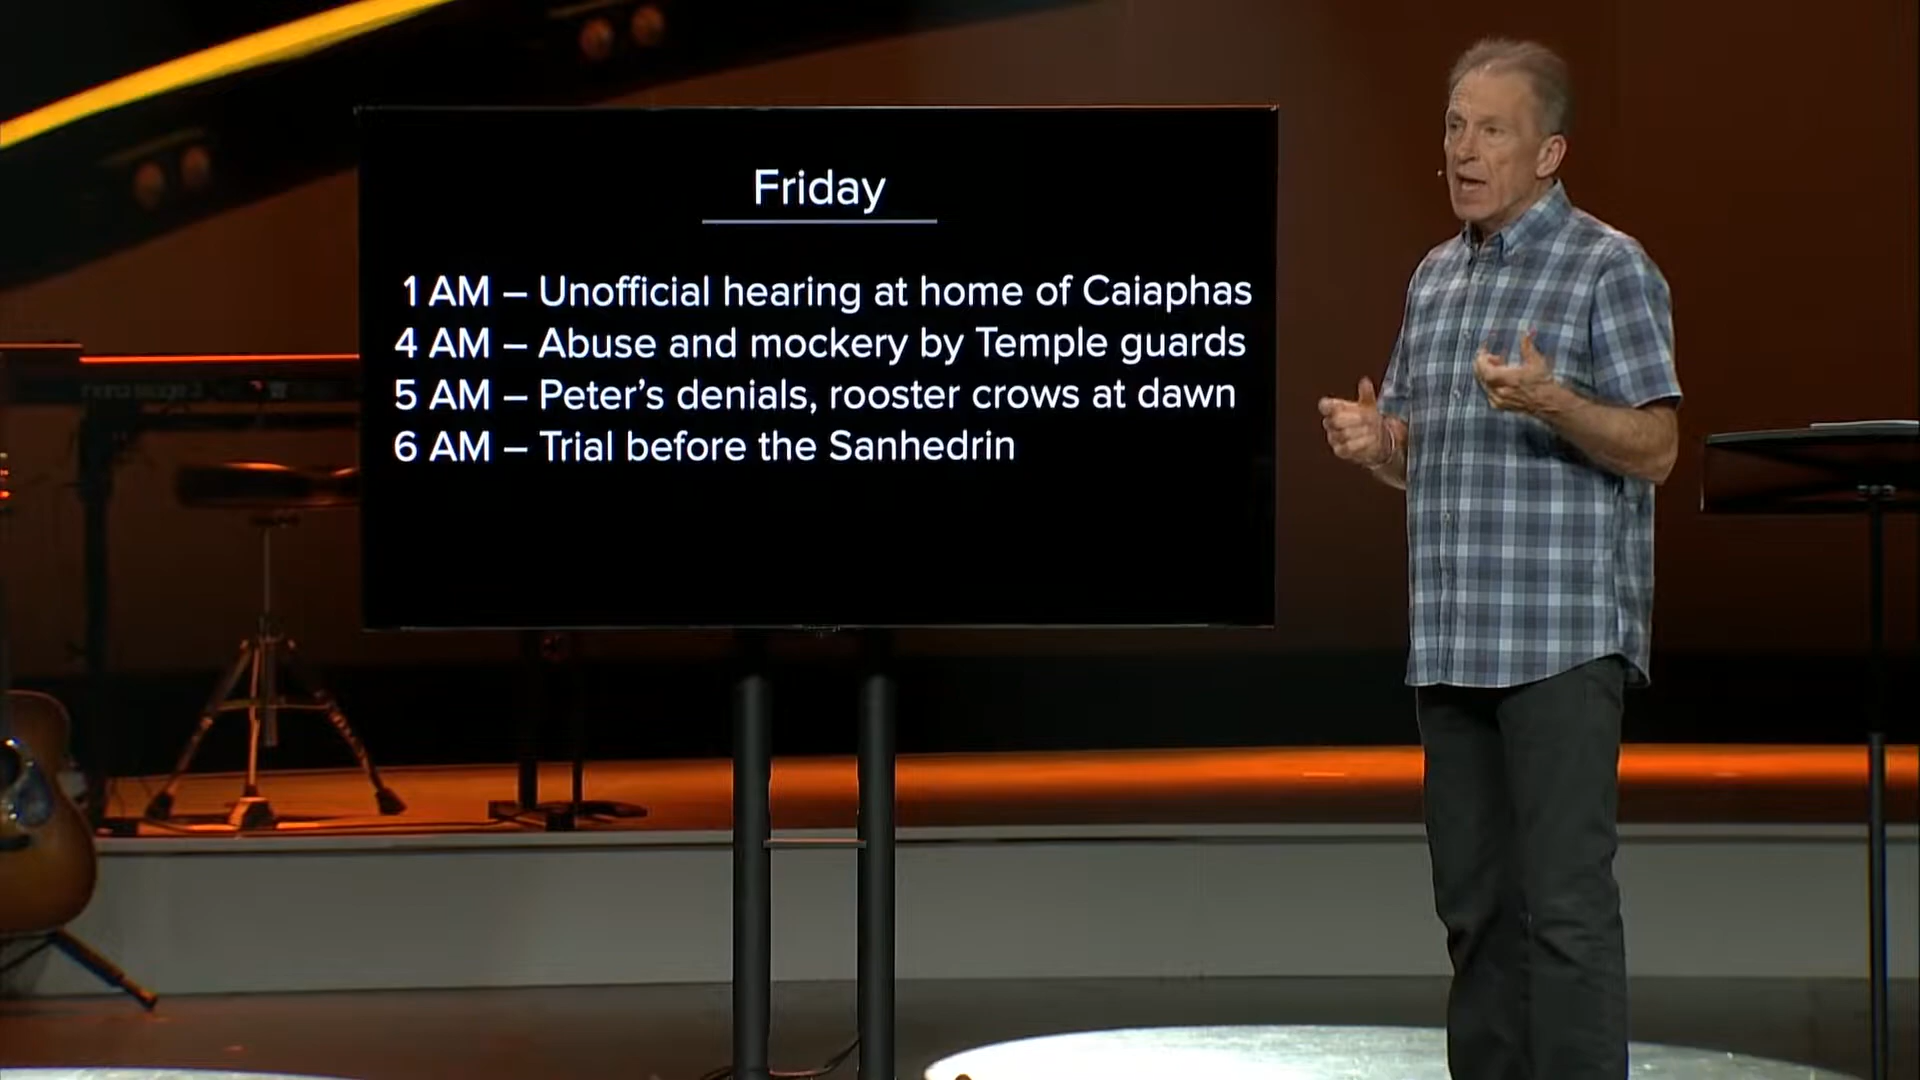 Friday
1 AM – Unofficial hearing at home of Caiaphas
4 AM – Abuse and mockery by Temple guards
5 AM – Peter’s denials, rooster crows at dawn
6 AM – Trial before the Sanhedrin